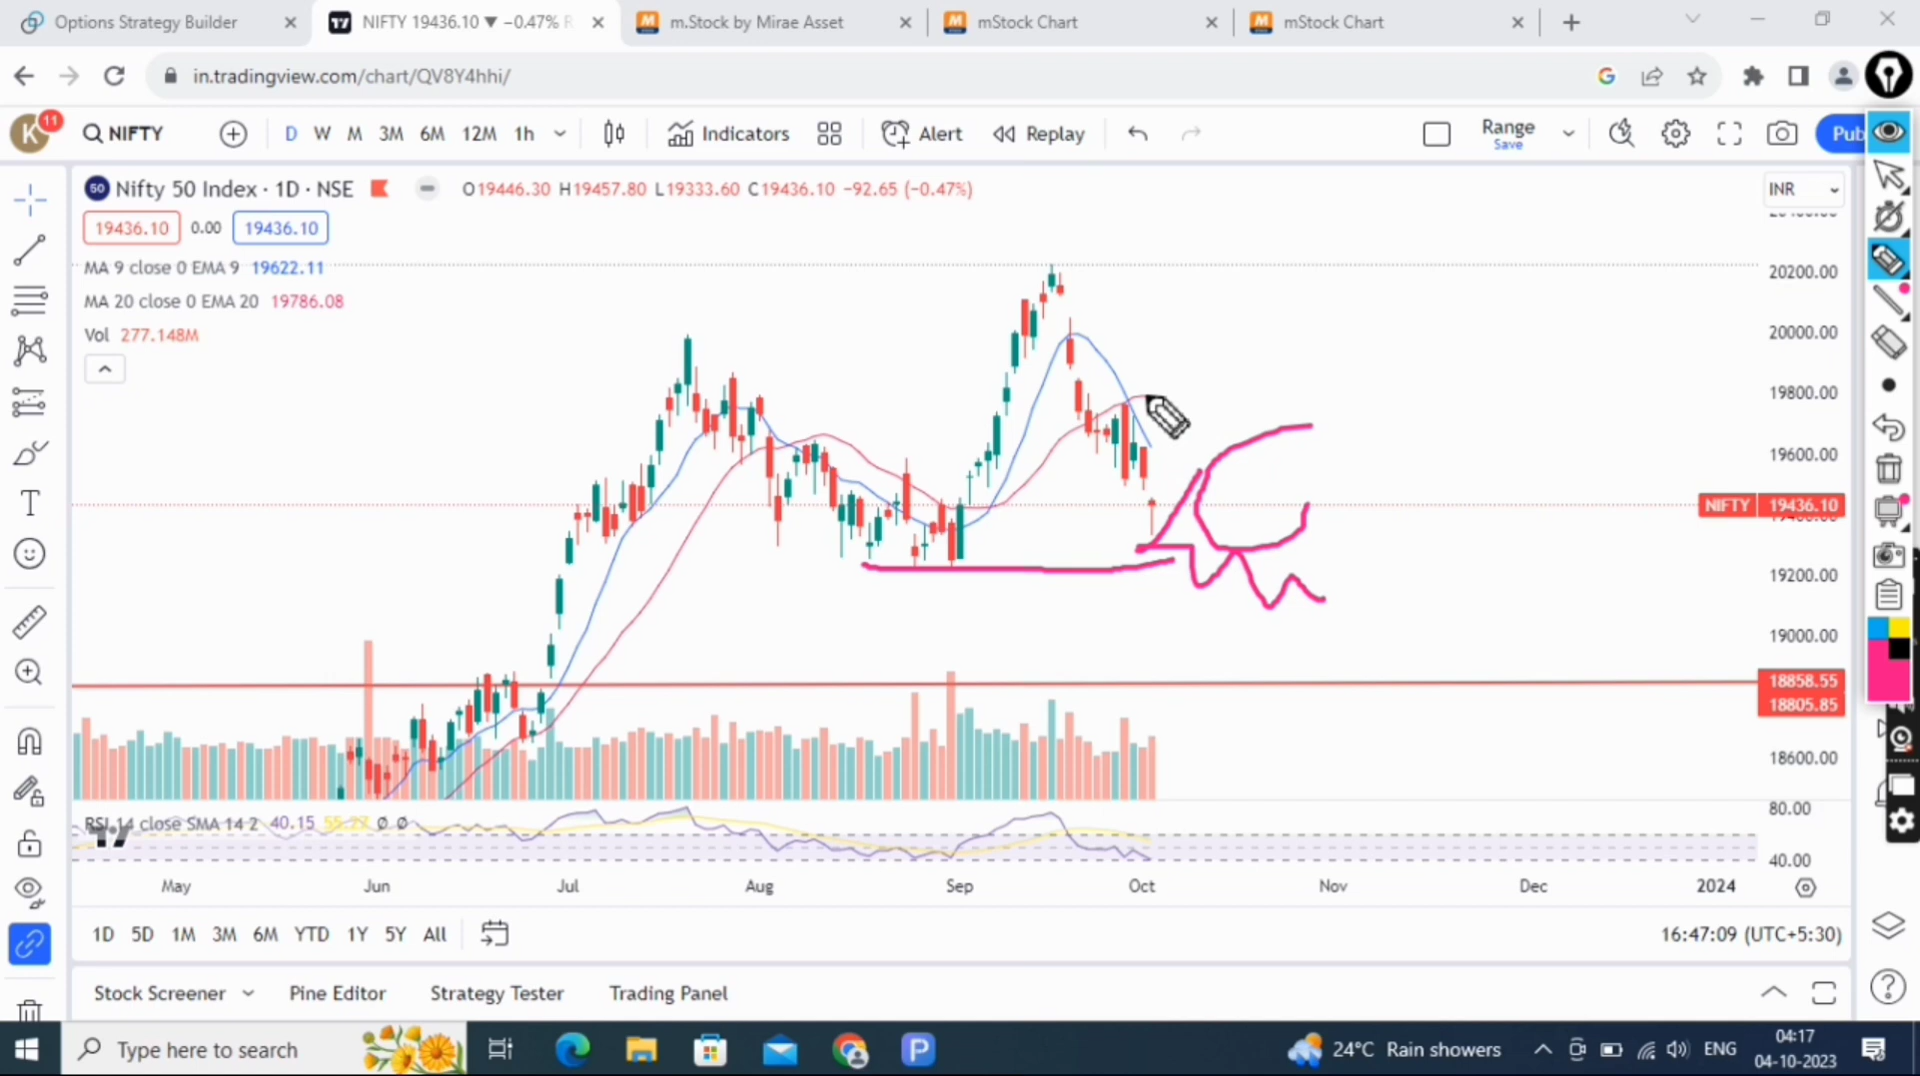 Options Strategy Builder
NIFTY 19436.10 ▼ −0.47% R
m.Stock by Mirae Asset
mStock Chart
mStock Chart
in.tradingview.com/chart/QV8Y4hhi/
K 11
NIFTY
D W M 3M 6M 12M 1h
Indicators
Alert
Replay
Range
Save
Pub
50 Nifty 50 Index · 1D · NSE
O19446.30 H19457.80 L19333.60 C19436.10 −92.65 (−0.47%)
INR
19436.10 0.00 19436.10
MA 9 close 0 EMA 9 19622.11
MA 20 close 0 EMA 20 19786.08
Vol 277.148M
20200.00
20000.00
19800.00
19600.00
NIFTY 19436.10
19200.00
19000.00
18858.55
18805.85
18600.00
RSI 14 close SMA 14 2 40.15 55.27 Ø Ø
80.00
40.00
May Jun Jul Aug Sep Oct Nov Dec 2024
1D 5D 1M 3M 6M YTD 1Y 5Y All
16:47:09 (UTC+5:30)
Stock Screener
Pine Editor
Strategy Tester
Trading Panel
Type here to search
24°C Rain showers
ENG
04:17
04-10-2023